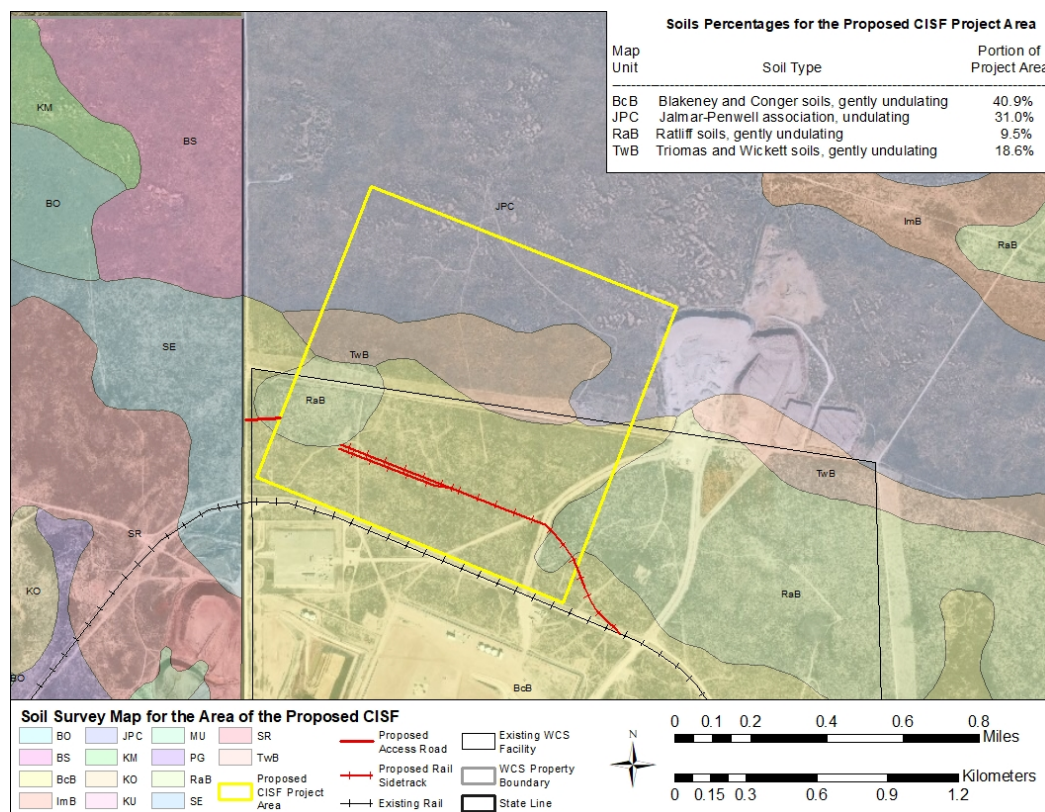 Soils Percentages for the Proposed CISF Project Area
Map Unit Soil Type Portion of Project Area
BcB Blakeney and Conger soils, gently undulating 40.9%
JPC Jalmar-Penwell association, undulating 31.0%
RaB Ratliff soils, gently undulating 9.5%
TwB Triomas and Wickett soils, gently undulating 18.6%
KM
BS
BO
JPC
ImB
RaB
SE
TwB
RaB
TwB
SR
KO
RaB
BO
BcB
Soil Survey Map for the Area of the Proposed CISF
BO JPC MU SR
BS KM PG TwB
BcB KO RaB
ImB KU SE
Proposed CISF Project Area
Proposed Access Road
Proposed Rail Sidetrack
Existing Rail
Existing WCS Facility
WCS Property Boundary
State Line
N
0 0.1 0.2 0.4 0.6 0.8 Miles
Kilometers
0 0.15 0.3 0.6 0.9 1.2